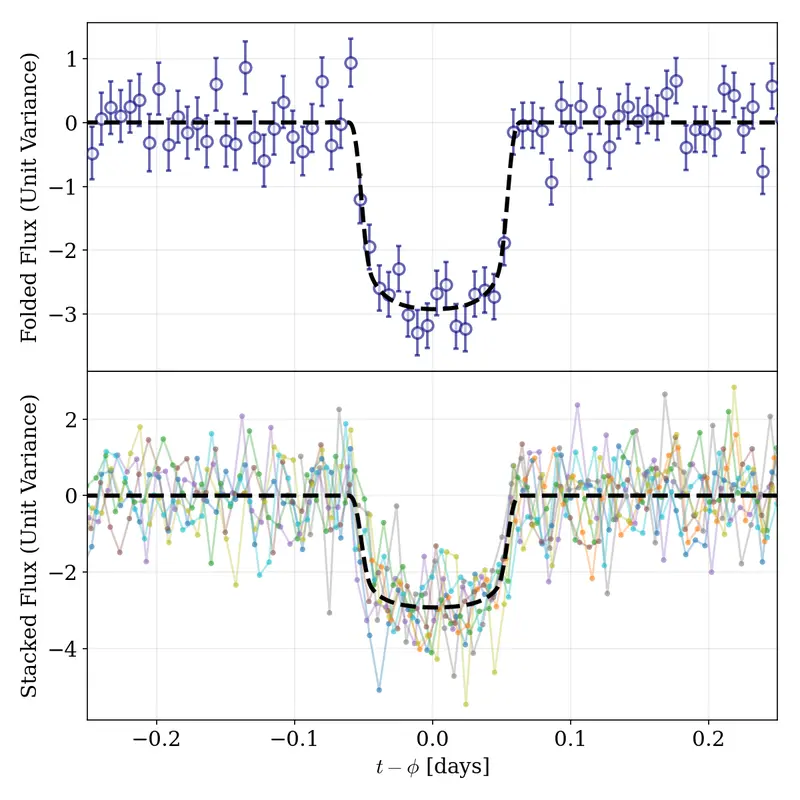 Folded Flux (Unit Variance)
1
0
−1
−2
−3
Stacked Flux (Unit Variance)
2
0
−2
−4
−0.2 −0.1 0.0 0.1 0.2
t − ϕ [days]